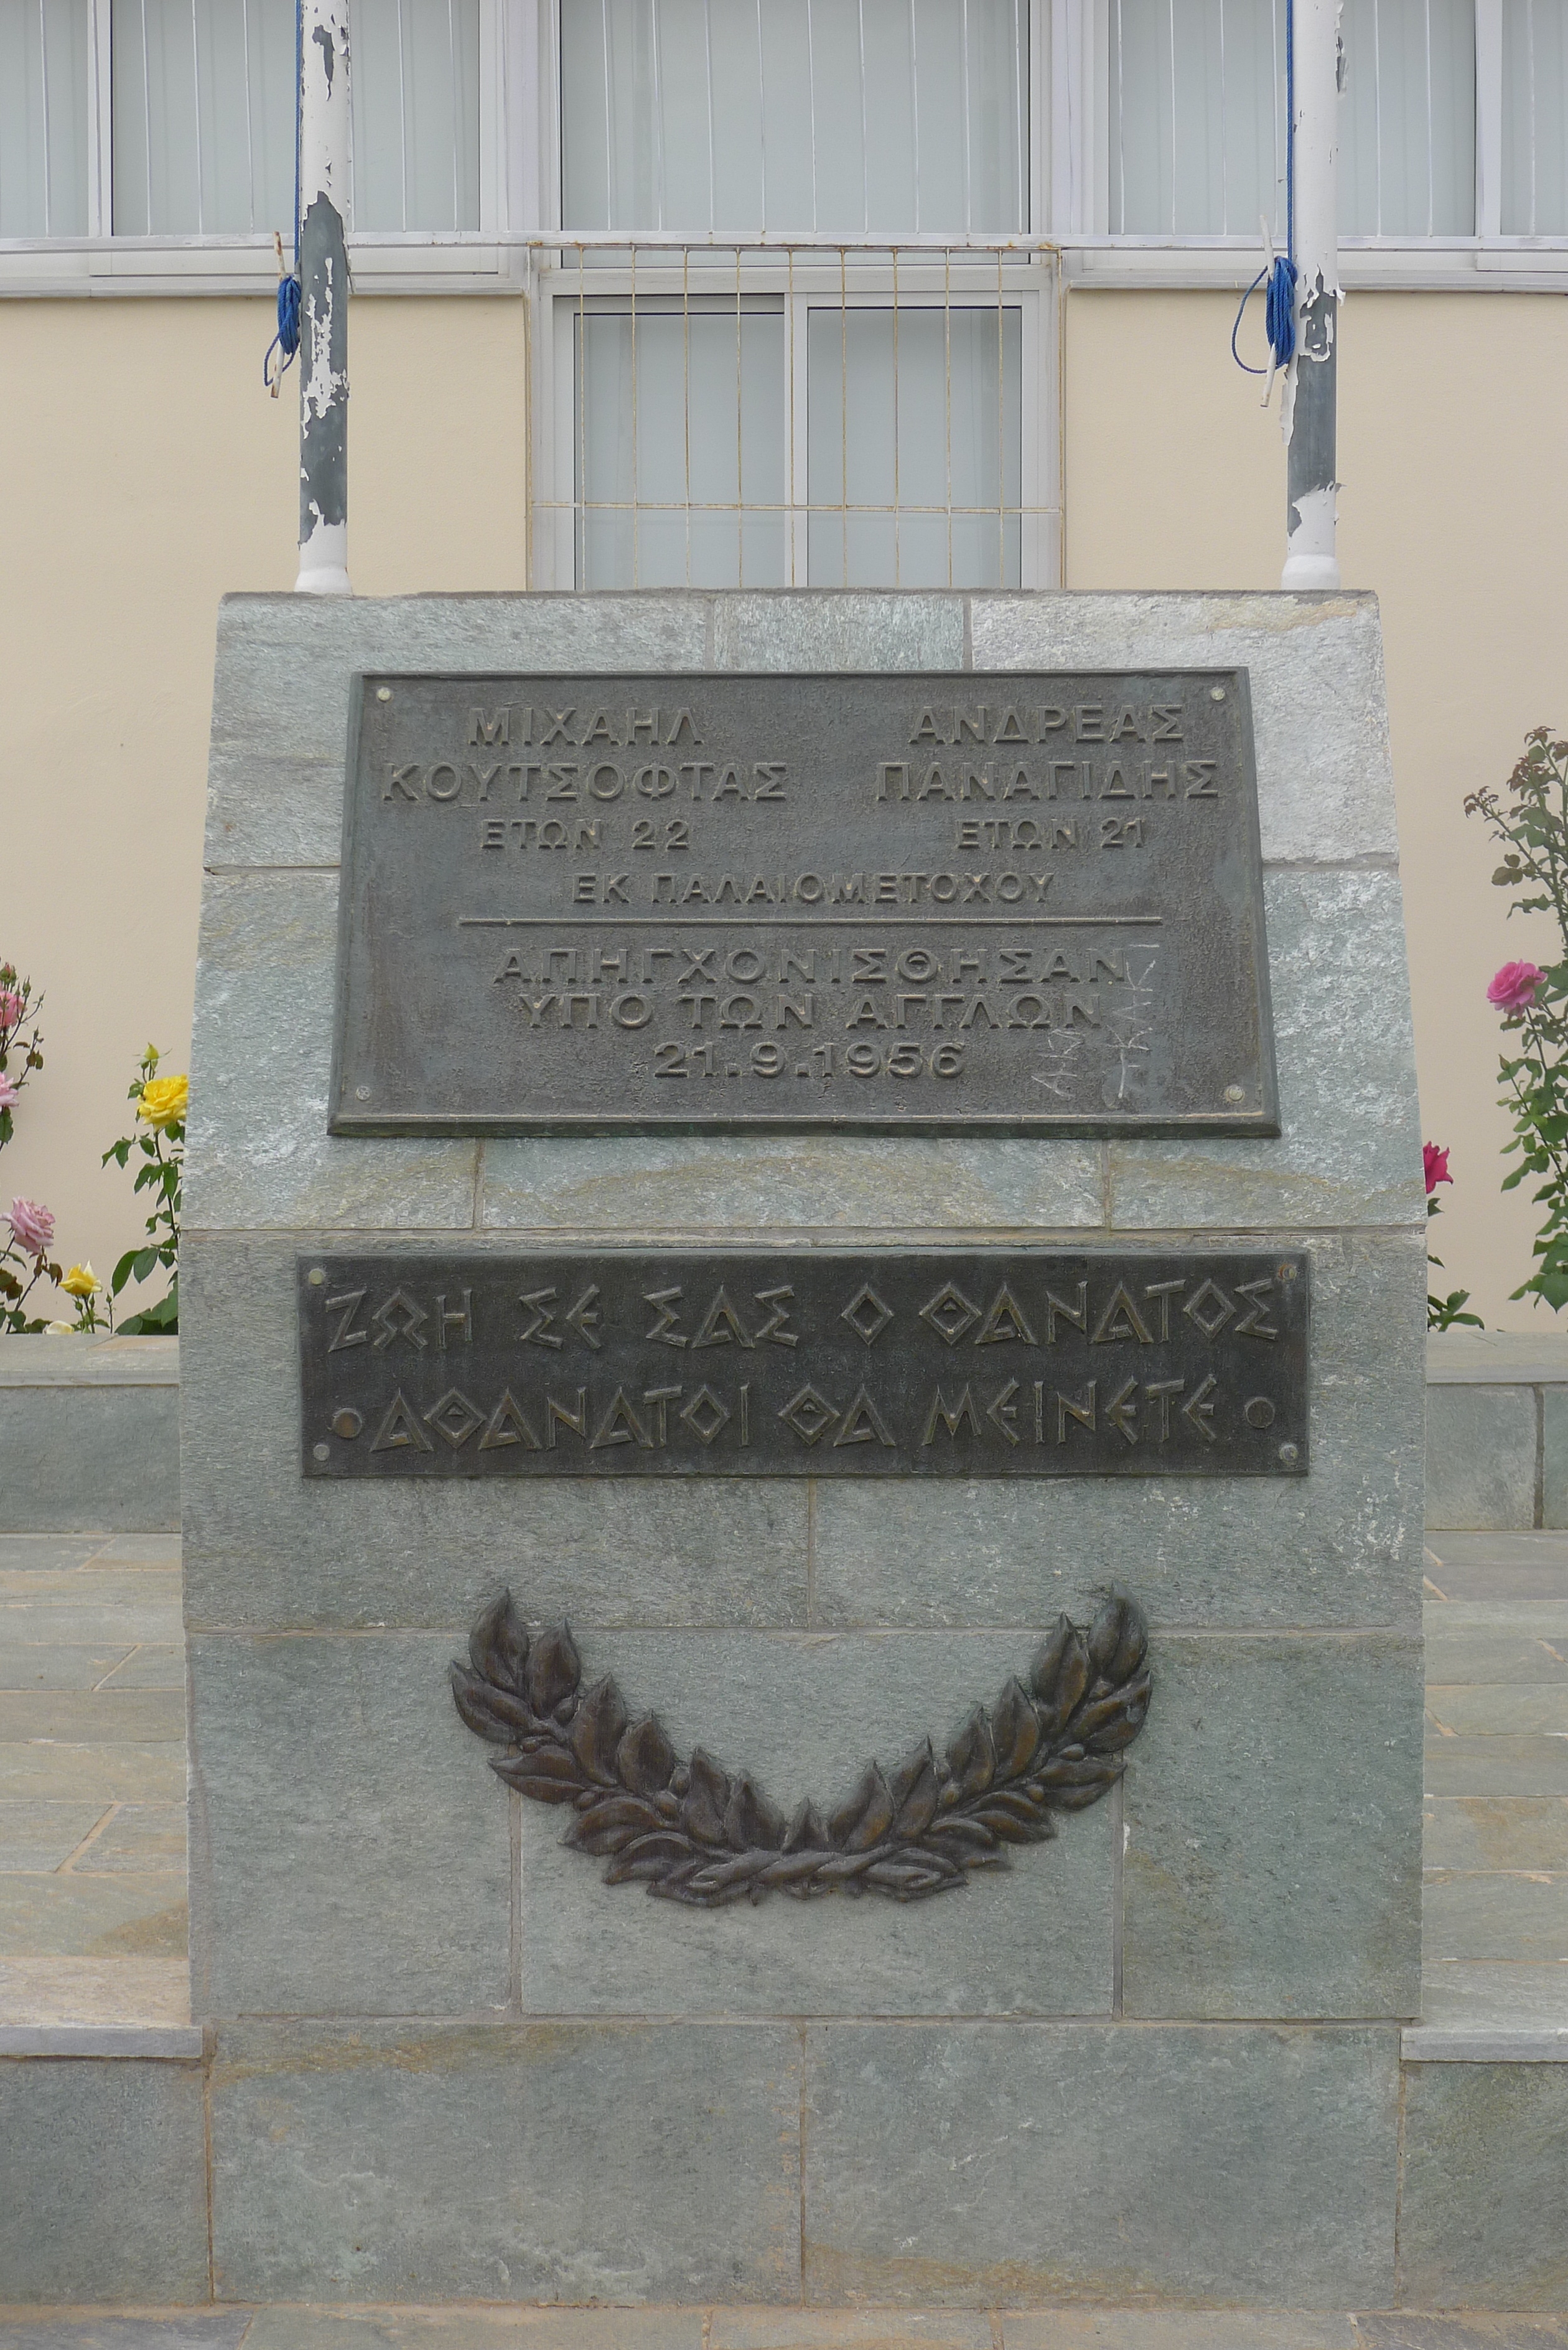 ΜΙΧΑΗΛ ΑΝΔΡΕΑΣ
ΚΟΥΤΣΟΦΤΑΣ ΠΑΝΑΓΙΔΗΣ
ΕΤΩΝ 22 ΕΤΩΝ 21
ΕΚ ΠΑΛΑΙΟΜΕΤΟΧΟΥ
ΑΠΗΓΧΟΝΙΣΘΗΣΑΝ
ΥΠΟ ΤΩΝ ΑΓΓΛΩΝ
21.9.1956
ΖΩΗ ΣΕ ΣΑΣ Ο ΘΑΝΑΤΟΣ
• ΑΘΑΝΑΤΟΙ ΘΑ ΜΕΙΝΕΤΕ •